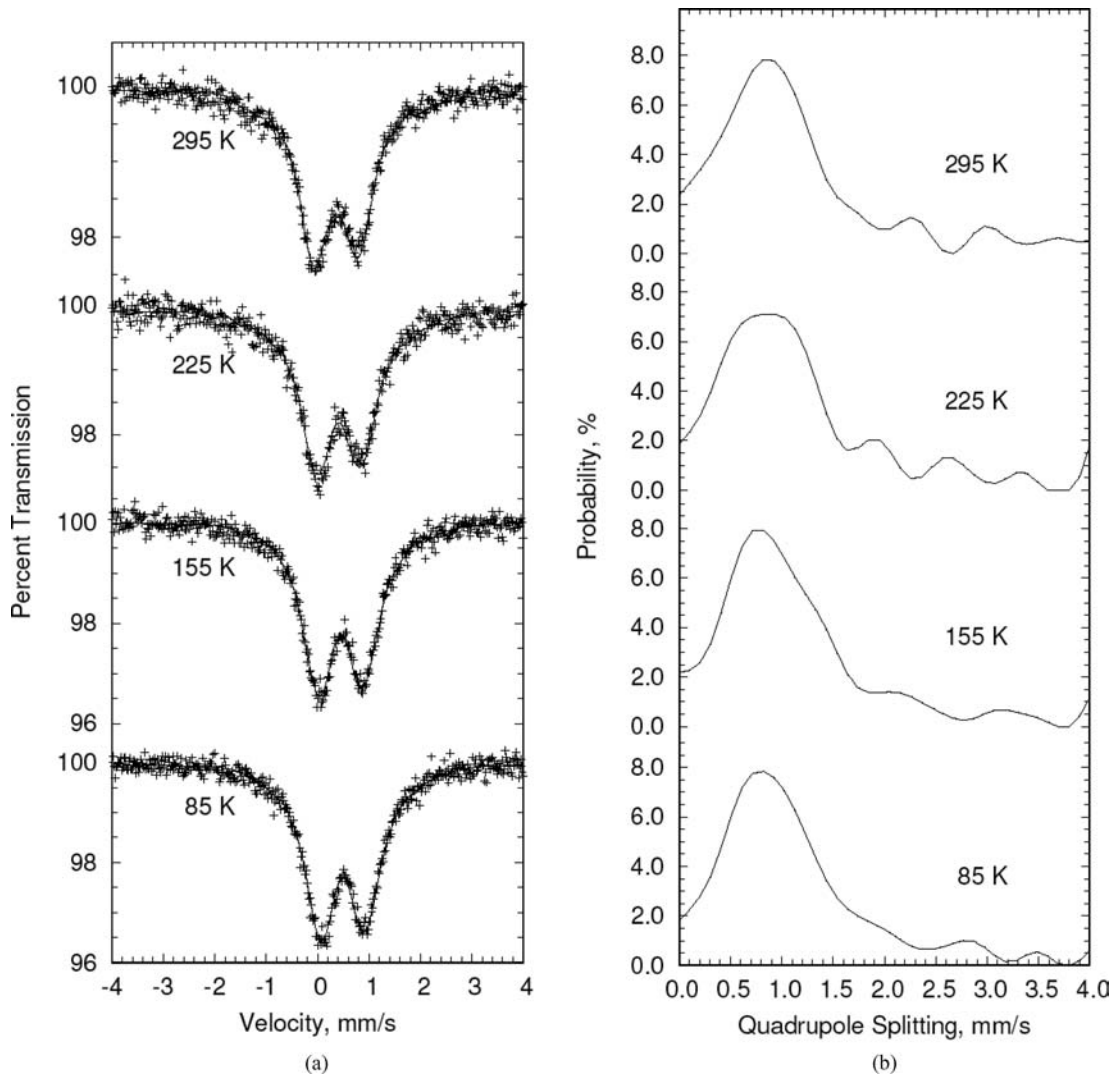 Percent Transmission
100
295 K
98
100
225 K
98
100
155 K
98
96
100
85 K
98
96
-4 -3 -2 -1 0 1 2 3 4
Velocity, mm/s
(a)
Probability, %
8.0
6.0
4.0
295 K
2.0
0.0
8.0
6.0
4.0
225 K
2.0
0.0
8.0
6.0
4.0
155 K
2.0
0.0
8.0
6.0
4.0
85 K
2.0
0.0
0.0 0.5 1.0 1.5 2.0 2.5 3.0 3.5 4.0
Quadrupole Splitting, mm/s
(b)